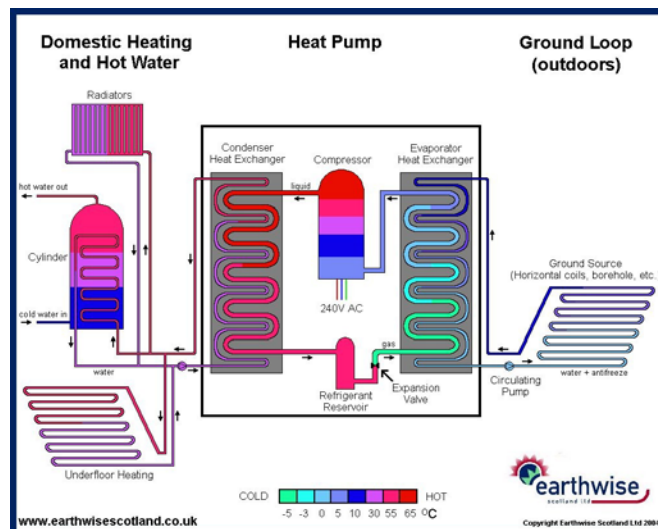 Domestic Heating
and Hot Water
Heat Pump
Ground Loop
(outdoors)
Radiators
Condenser
Heat Exchanger
Compressor
Evaporator
Heat Exchanger
hot water out
liquid
Cylinder
Ground Source
(Horizontal coils, borehole, etc.)
240V AC
cold water in
gas
water
Refrigerant
Reservoir
Expansion
Valve
Circulating
Pump
water + antifreeze
Underfloor Heating
COLD
HOT
-5 -3 0 5 10 30 55 65 ºC
earthwise
scotland ltd
www.earthwisescotland.co.uk
Copyright Earthwise Scotland Ltd 2004